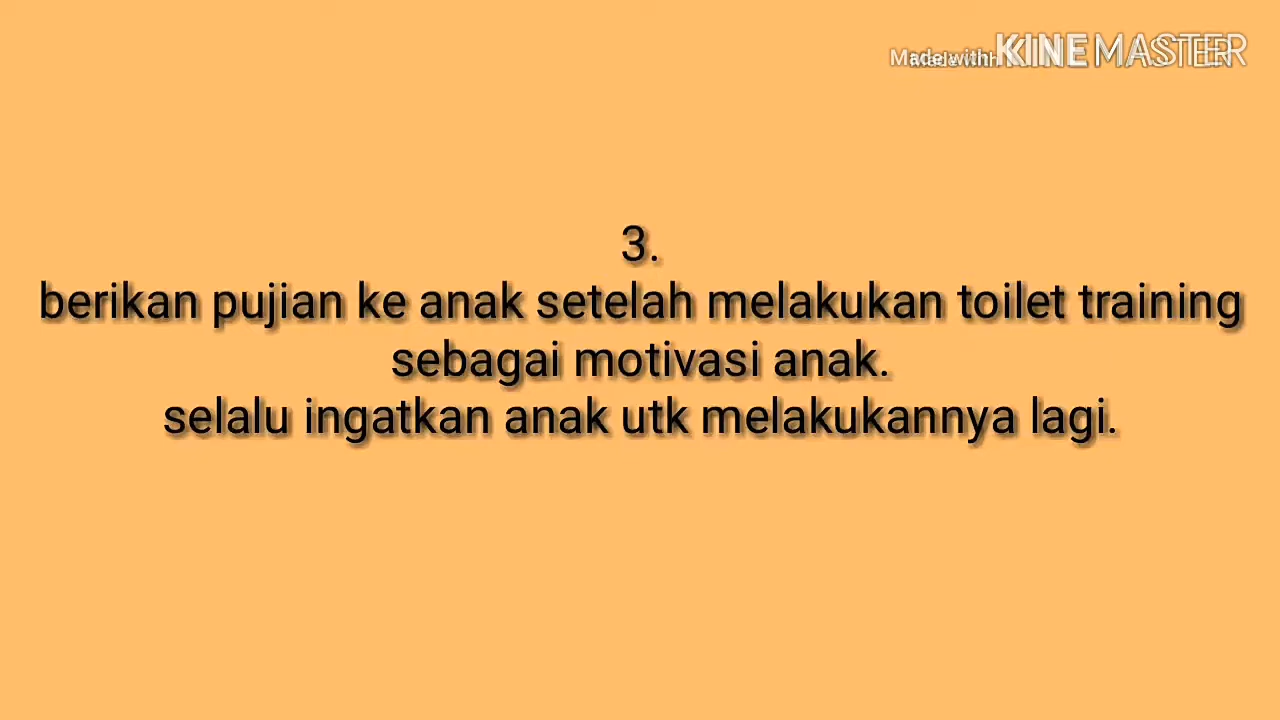 Made with KINEMASTER
3.
berikan pujian ke anak setelah melakukan toilet training
sebagai motivasi anak.
selalu ingatkan anak utk melakukannya lagi.